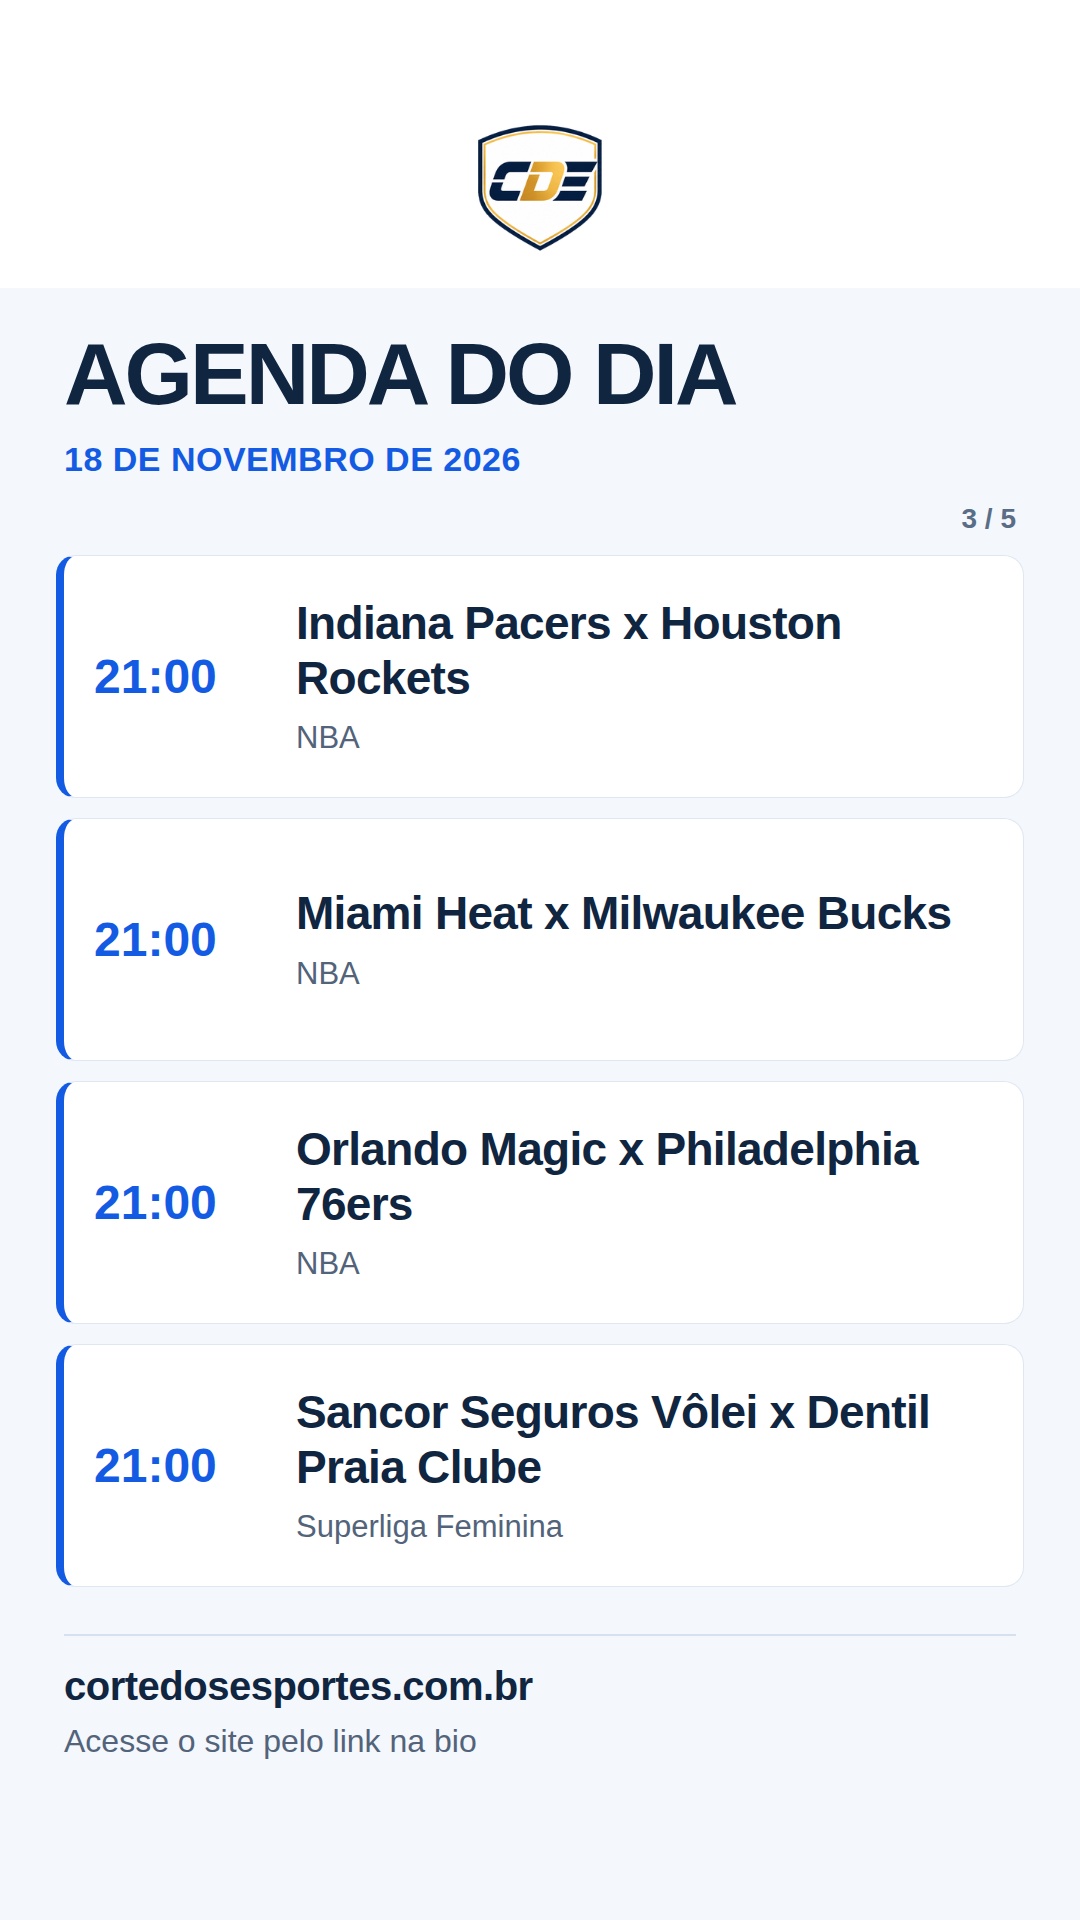 CDE
AGENDA DO DIA
18 DE NOVEMBRO DE 2026
3 / 5
21:00
Indiana Pacers x Houston
Rockets
NBA
21:00
Miami Heat x Milwaukee Bucks
NBA
21:00
Orlando Magic x Philadelphia
76ers
NBA
21:00
Sancor Seguros Vôlei x Dentil
Praia Clube
Superliga Feminina
cortedosesportes.com.br
Acesse o site pelo link na bio